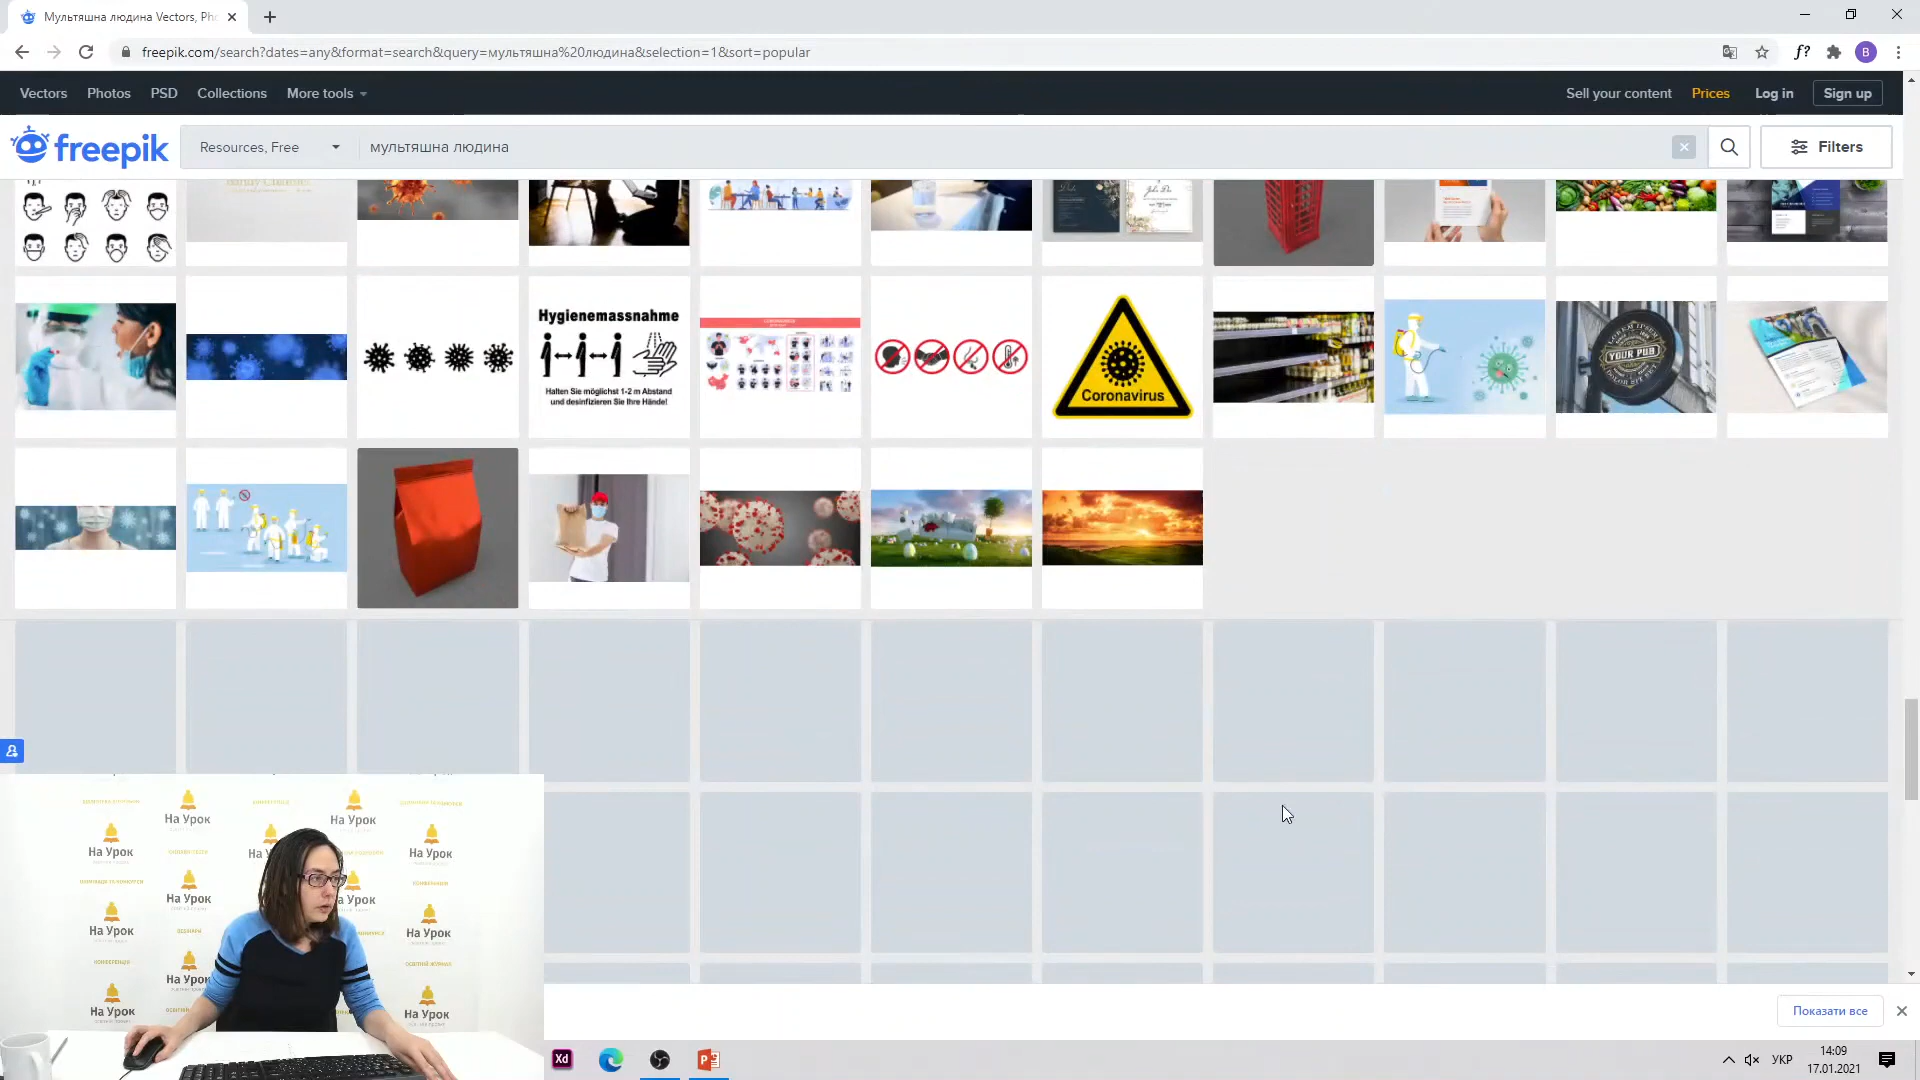 Мультяшна людина Vectors, Pho
freepik.com/search?dates=any&format=search&query=мультяшна%20людина&selection=1&sort=popular
f?
B
Vectors
Photos
PSD
Collections
More tools
Sell your content
Prices
Log in
Sign up
freepik
Resources, Free
мультяшна людина
Filters
Hygienemassnahme
Halten Sie möglichst 1-2 m Abstand
und desinfizieren Sie Ihre Hände!
Coronavirus
YOUR PUB
На Урок
На Урок
На Урок
На Урок
На Урок
На Урок
На Урок
На Урок
На Урок
На Урок
На Урок
Показати все
Xd
УКР
14:09
17.01.2021